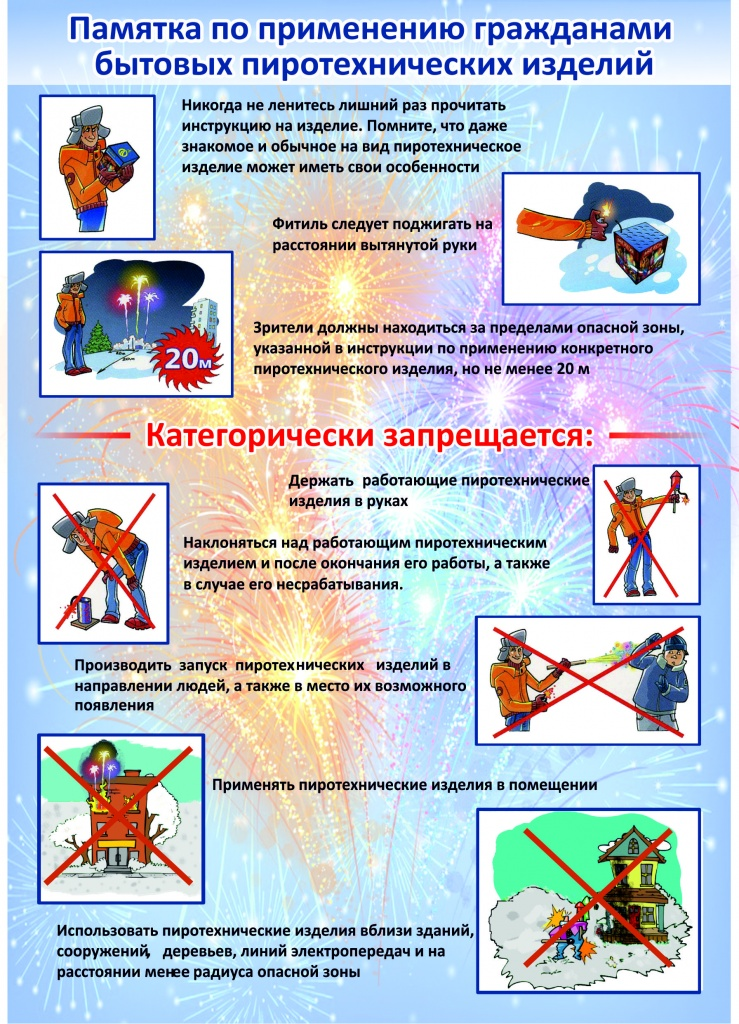 Памятка по применению гражданами
бытовых пиротехнических изделий
Никогда не ленитесь лишний раз прочитать
инструкцию на изделие. Помните, что даже
знакомое и обычное на вид пиротехническое
изделие может иметь свои особенности
Фитиль следует поджигать на
расстоянии вытянутой руки
20м
Зрители должны находиться за пределами опасной зоны,
указанной в инструкции по применению конкретного
пиротехнического изделия, но не менее 20 м
Категорически запрещается:
Держать работающие пиротехнические
изделия в руках
Наклоняться над работающим пиротехническим
изделием и после окончания его работы, а также
в случае его несрабатывания.
Производить запуск пиротехнических изделий в
направлении людей, а также в место их возможного
появления
Применять пиротехнические изделия в помещении
Использовать пиротехнические изделия вблизи зданий,
сооружений, деревьев, линий электропередач и на
расстоянии менее радиуса опасной зоны